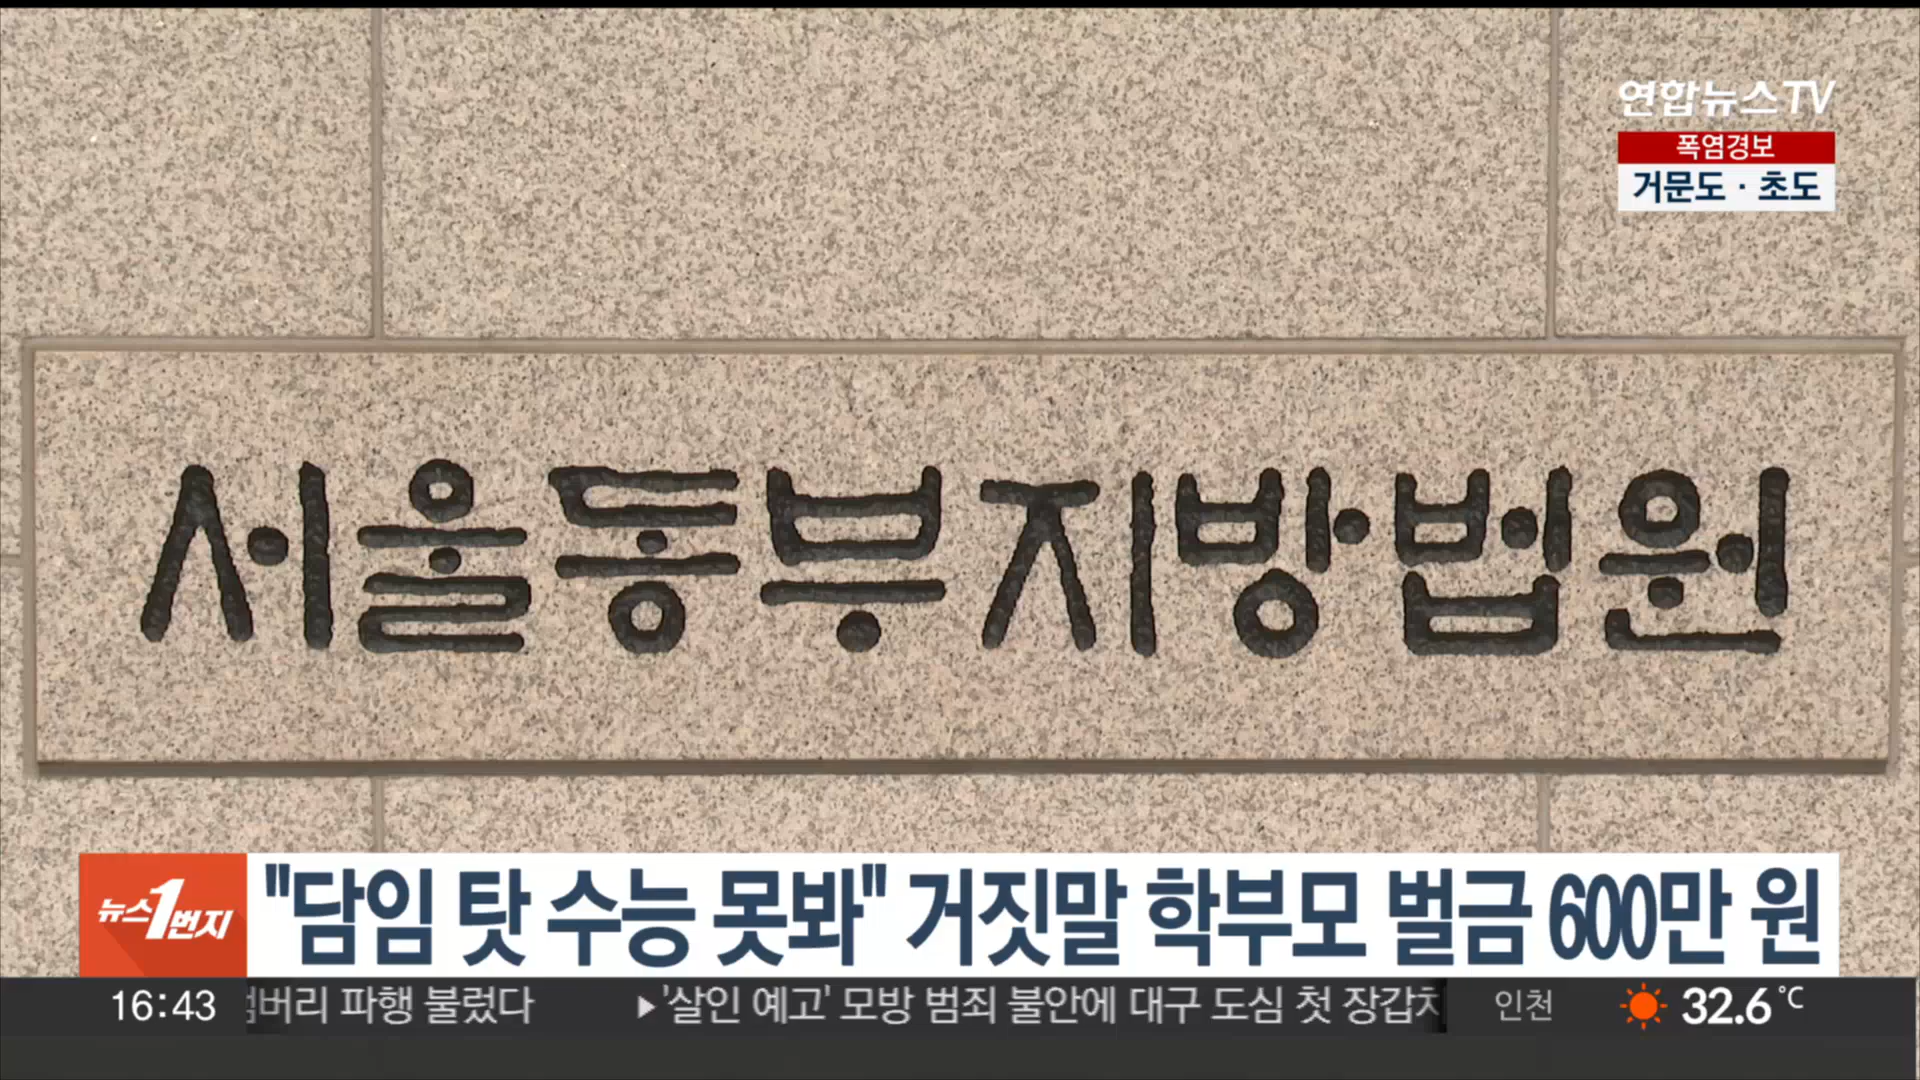 연합뉴스TV
폭염경보
거문도 · 초도
서울동부지방법원
뉴스1번지
"담임 탓 수능 못봐" 거짓말 학부모 벌금 600만 원
16:43 버리 파행 불렀다 ▶'살인 예고' 모방 범죄 불안에 대구 도심 첫 장갑차 인천 32.6℃